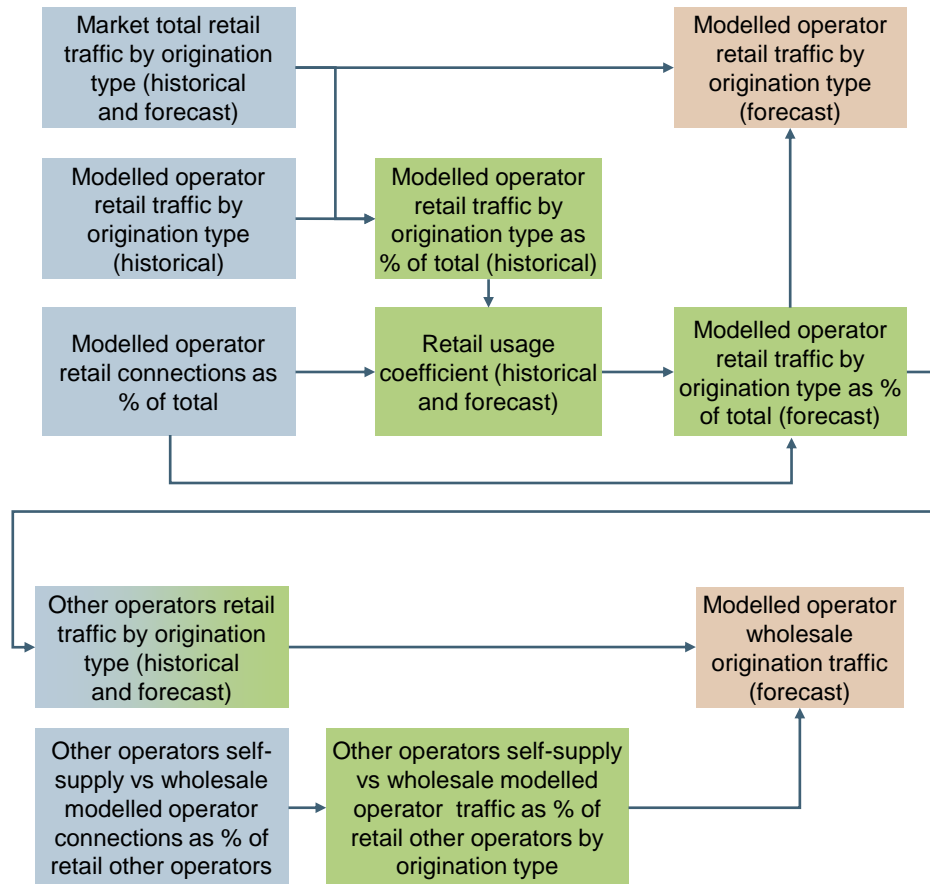 Market total retail
traffic by origination
type (historical
and forecast)
Modelled operator
retail traffic by
origination type
(forecast)
Modelled operator
retail traffic by
origination type
(historical)
Modelled operator
retail traffic by
origination type as
% of total (historical)
Modelled operator
retail connections as
% of total
Retail usage
coefficient (historical
and forecast)
Modelled operator
retail traffic by
origination type as %
of total (forecast)
Other operators retail
traffic by origination
type (historical
and forecast)
Modelled operator
wholesale
origination traffic
(forecast)
Other operators self-
supply vs wholesale
modelled operator
connections as % of
retail other operators
Other operators self-supply
vs wholesale modelled
operator traffic as % of
retail other operators by
origination type